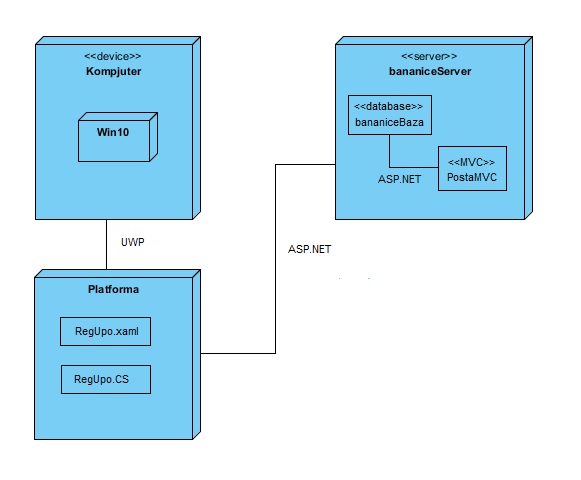 <<device>>
Kompjuter
Win10
UWP
Platforma
RegUpo.xaml
RegUpo.CS
<<server>>
bananiceServer
<<database>>
bananiceBaza
<<MVC>>
PostaMVC
ASP.NET
ASP.NET